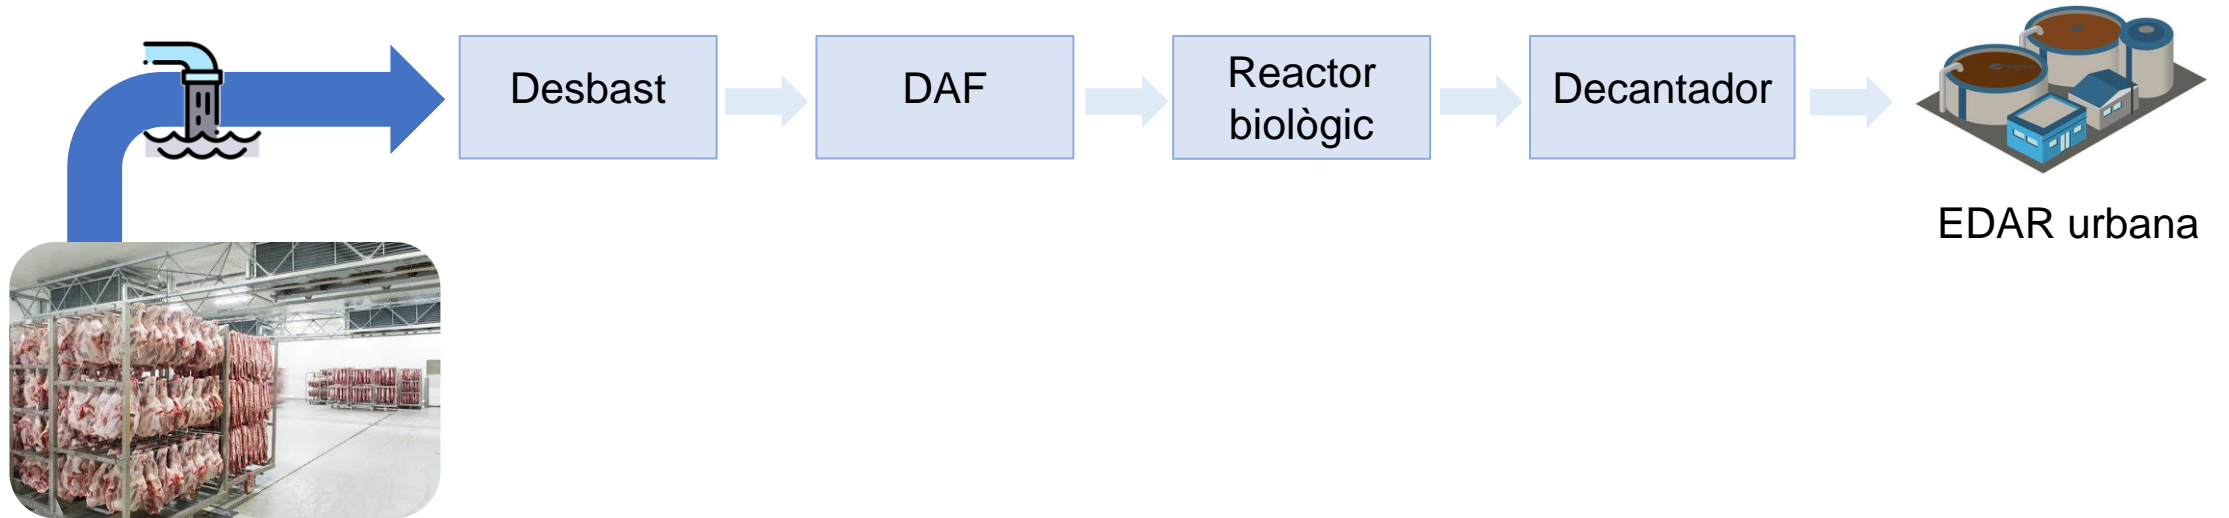 Desbast
DAF
Reactor
biològic
Decantador
EDAR urbana